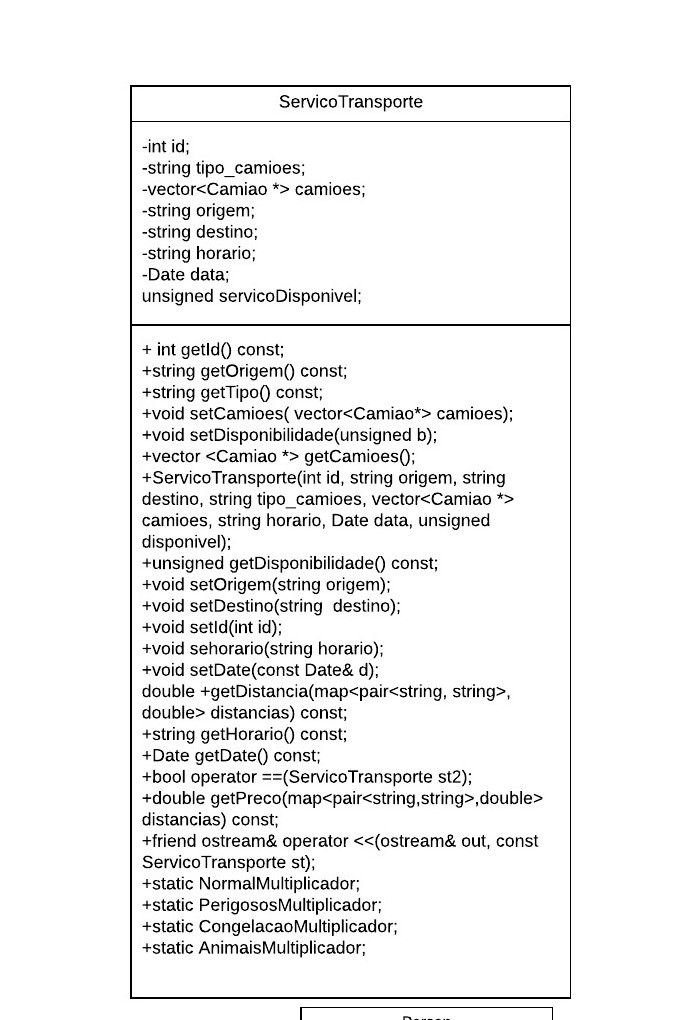 ServicoTransporte
-int id;
-string tipo_camioes;
-vector<Camiao *> camioes;
-string origem;
-string destino;
-string horario;
-Date data;
unsigned servicoDisponivel;
+ int getId() const;
+string getOrigem() const;
+string getTipo() const;
+void setCamioes( vector<Camiao*> camioes);
+void setDisponibilidade(unsigned b);
+vector <Camiao *> getCamioes();
+ServicoTransporte(int id, string origem, string
destino, string tipo_camioes, vector<Camiao *>
camioes, string horario, Date data, unsigned
disponivel);
+unsigned getDisponibilidade() const;
+void setOrigem(string origem);
+void setDestino(string  destino);
+void setId(int id);
+void sehorario(string horario);
+void setDate(const Date& d);
double +getDistancia(map<pair<string, string>,
double> distancias) const;
+string getHorario() const;
+Date getDate() const;
+bool operator ==(ServicoTransporte st2);
+double getPreco(map<pair<string,string>,double>
distancias) const;
+friend ostream& operator <<(ostream& out, const
ServicoTransporte st);
+static NormalMultiplicador;
+static PerigososMultiplicador;
+static CongelacaoMultiplicador;
+static AnimaisMultiplicador;